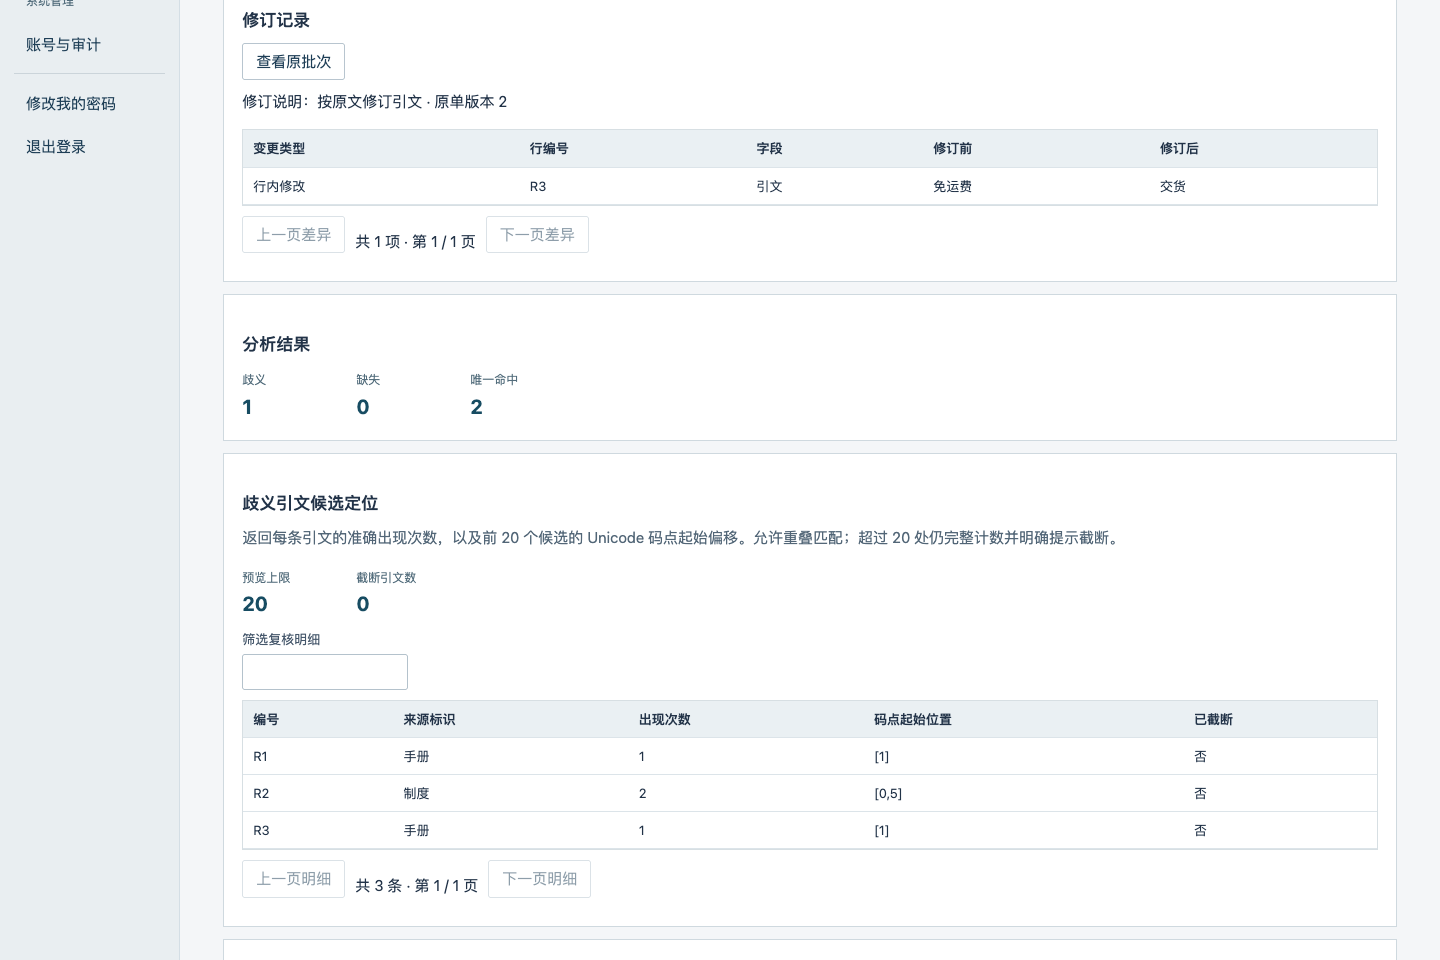 系统管理
账号与审计
修改我的密码
退出登录
修订记录
查看原批次
修订说明：按原文修订引文 · 原单版本 2
变更类型 行编号 字段 修订前 修订后
行内修改 R3 引文 免运费 交货
上一页差异 共 1 项 · 第 1 / 1 页 下一页差异
分析结果
歧义 缺失 唯一命中
1 0 2
歧义引文候选定位
返回每条引文的准确出现次数，以及前 20 个候选的 Unicode 码点起始偏移。允许重叠匹配；超过 20 处仍完整计数并明确提示截断。
预览上限 截断引文数
20 0
筛选复核明细
编号 来源标识 出现次数 码点起始位置 已截断
R1 手册 1 [1] 否
R2 制度 2 [0,5] 否
R3 手册 1 [1] 否
上一页明细 共 3 条 · 第 1 / 1 页 下一页明细